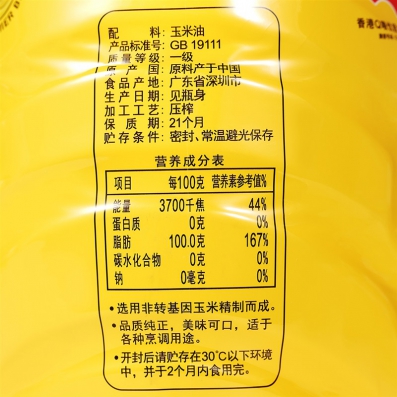 香港Q嘜
配 料: 玉米油
产品标准号: GB 19111
质量等级: 一级
原 产 国: 原料产于中国
食品产地: 广东省深圳市
生产日期: 见瓶身
加工工艺: 压榨
保 质 期: 21个月
贮存条件: 密封、常温避光保存
营养成分表
项目 每100克 营养素参考值%
能量 3700千焦 44%
蛋白质 0克 0%
脂肪 100.0克 167%
碳水化合物 0克 0%
钠 0毫克 0%
•选用非转基因玉米精制而成。
•品质纯正,美味可口,适于
各种烹调用途。
•开封后请贮存在30℃以下环境
中,并于2个月内食用完。